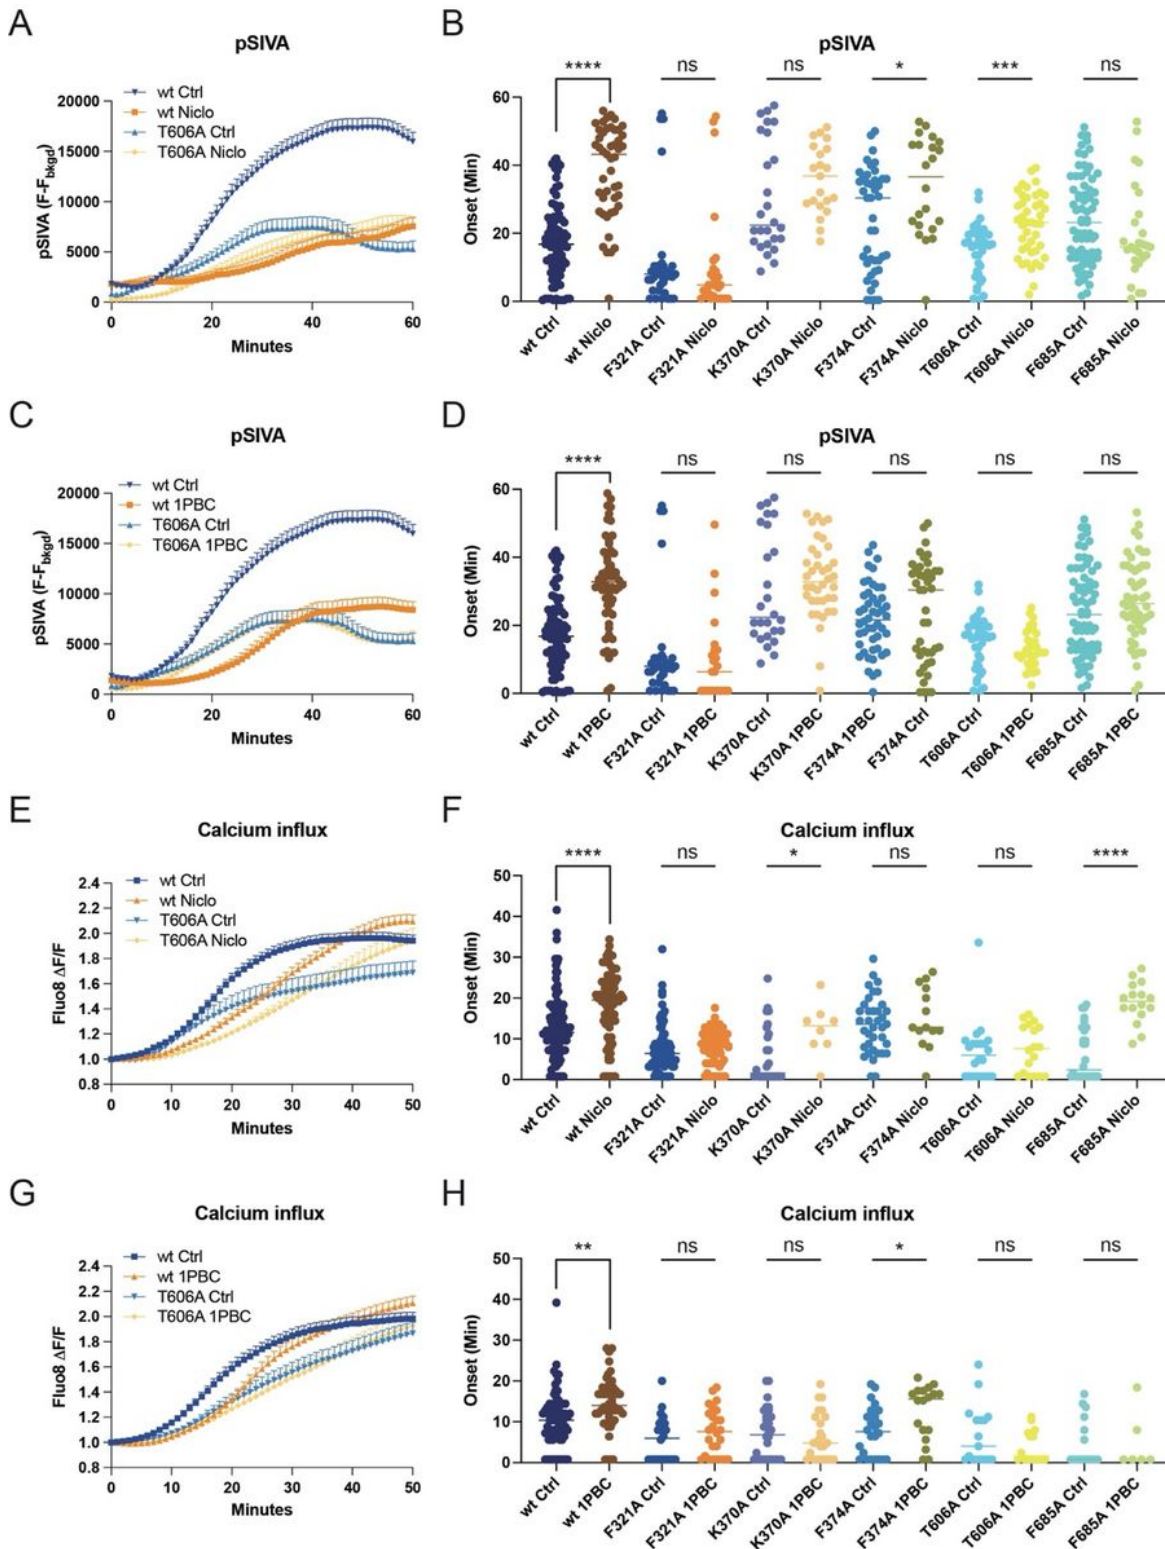 A
pSIVA
wt Ctrl
wt Niclo
T606A Ctrl
T606A Niclo
20000
15000
10000
5000
0
pSIVA (F-Fbkgd)
0 20 40 60
Minutes
B
pSIVA
**** ns ns * *** ns
60
40
20
0
Onset (Min)
wt Ctrl
wt Niclo
F321A Ctrl
F321A Niclo
K370A Ctrl
K370A Niclo
F374A Ctrl
F374A Niclo
T606A Ctrl
T606A Niclo
F685A Ctrl
F685A Niclo
C
pSIVA
wt Ctrl
wt 1PBC
T606A Ctrl
T606A 1PBC
20000
15000
10000
5000
0
pSIVA (F-Fbkgd)
0 20 40 60
Minutes
D
pSIVA
**** ns ns ns ns ns
60
40
20
0
Onset (Min)
wt Ctrl
wt 1PBC
F321A Ctrl
F321A 1PBC
K370A Ctrl
K370A 1PBC
F374A 1PBC
F374A Ctrl
T606A Ctrl
T606A 1PBC
F685A Ctrl
F685A 1PBC
E
Calcium influx
wt Ctrl
wt Niclo
T606A Ctrl
T606A Niclo
2.4
2.2
2.0
1.8
1.6
1.4
1.2
1.0
0.8
Fluo8 ΔF/F
0 10 20 30 40 50
Minutes
F
Calcium influx
**** ns * ns ns ****
50
40
30
20
10
0
Onset (Min)
wt Ctrl
wt Niclo
F321A Ctrl
F321A Niclo
K370A Ctrl
K370A Niclo
F374A Ctrl
F374A Niclo
T606A Ctrl
T606A Niclo
F685A Ctrl
F685A Niclo
G
Calcium influx
wt Ctrl
wt 1PBC
T606A Ctrl
T606A 1PBC
2.4
2.2
2.0
1.8
1.6
1.4
1.2
1.0
0.8
Fluo8 ΔF/F
0 10 20 30 40 50
Minutes
H
Calcium influx
** ns ns * ns ns
50
40
30
20
10
0
Onset (Min)
wt Ctrl
wt 1PBC
F321A Ctrl
F321A 1PBC
K370A Ctrl
K370A 1PBC
F374A Ctrl
F374A 1PBC
T606A Ctrl
T606A 1PBC
F685A Ctrl
F685A 1PBC